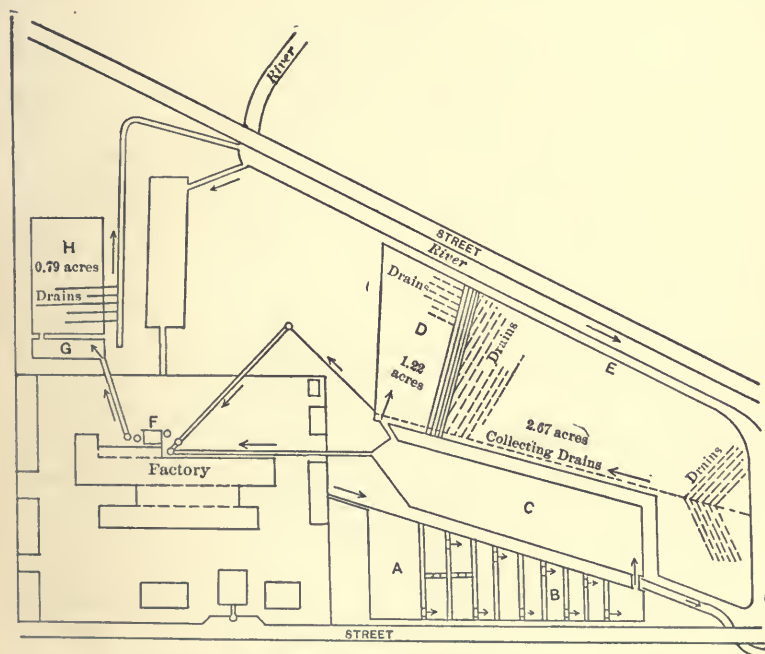 River
STREET
River
H
0.79 acres
Drains
G
Drains
D
1.22
acres
Drains
E
2.67 acres
Collecting Drains
Drains
F
Factory
C
A
B
STREET